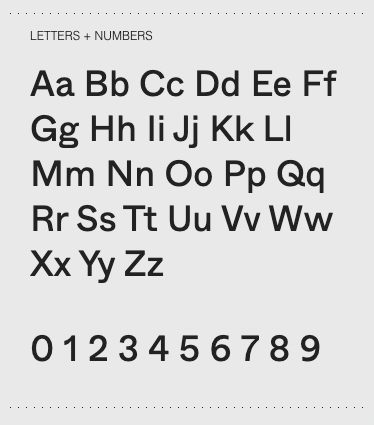 LETTERS + NUMBERS
Aa Bb Cc Dd Ee Ff
Gg Hh Ii Jj Kk Ll
Mm Nn Oo Pp Qq
Rr Ss Tt Uu Vv Ww
Xx Yy Zz
0 1 2 3 4 5 6 7 8 9